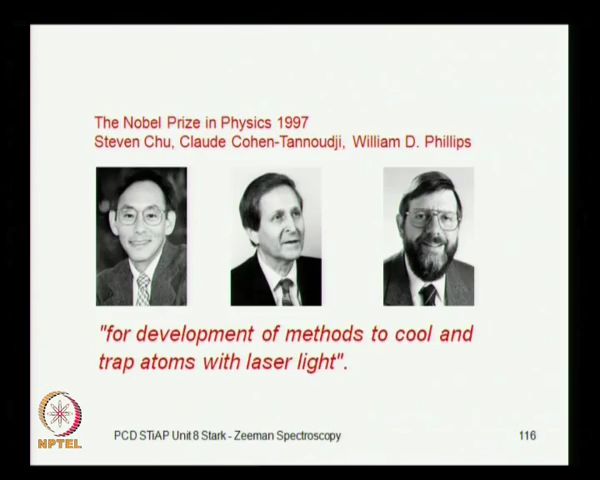 The Nobel Prize in Physics 1997
Steven Chu, Claude Cohen-Tannoudji, William D. Phillips
"for development of methods to cool and
trap atoms with laser light".
NPTEL
PCD STiAP Unit 8 Stark - Zeeman Spectroscopy
116